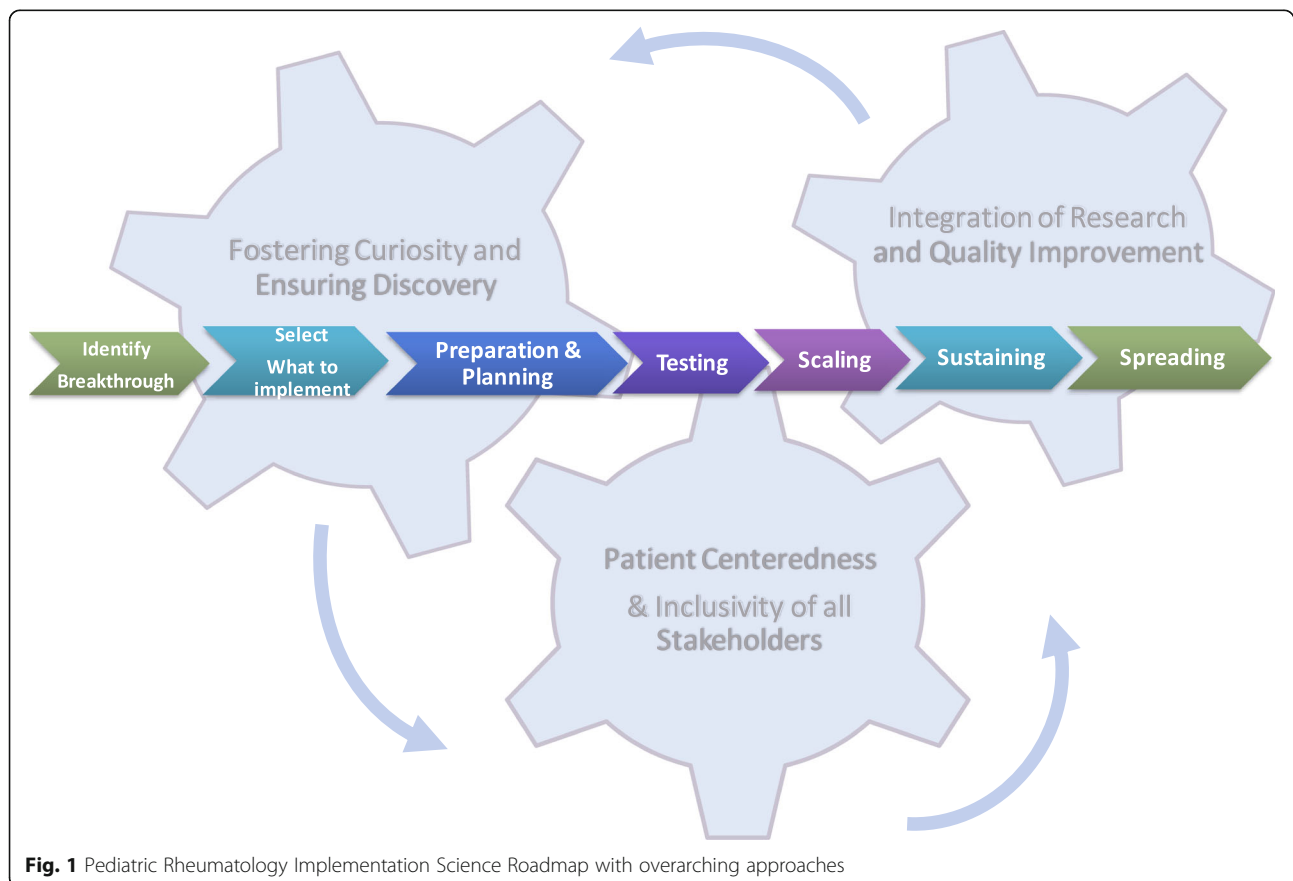 Fostering Curiosity and
Ensuring Discovery
Integration of Research
and Quality Improvement
Identify
Breakthrough
Select
What to
implement
Preparation &
Planning
Testing
Scaling
Sustaining
Spreading
Patient Centeredness
& Inclusivity of all
Stakeholders
Fig. 1 Pediatric Rheumatology Implementation Science Roadmap with overarching approaches